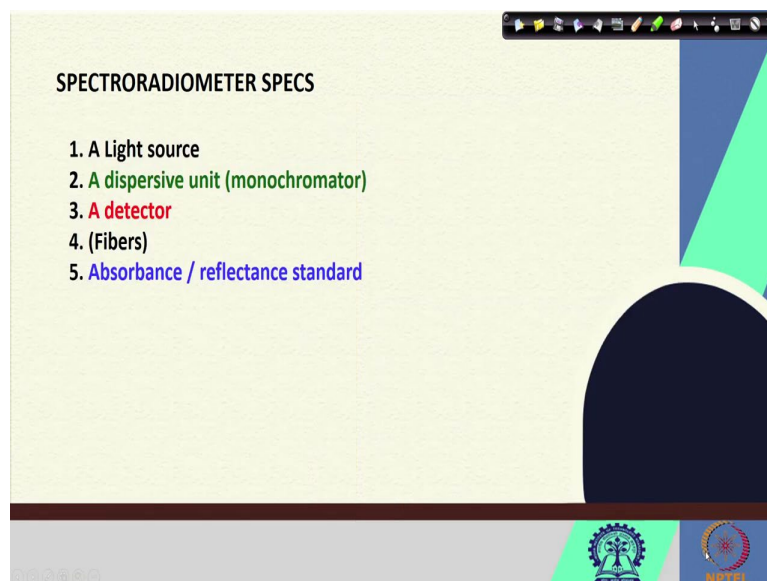 SPECTRORADIOMETER SPECS
1. A Light source
2. A dispersive unit (monochromator)
3. A detector
4. (Fibers)
5. Absorbance / reflectance standard
NPTEL